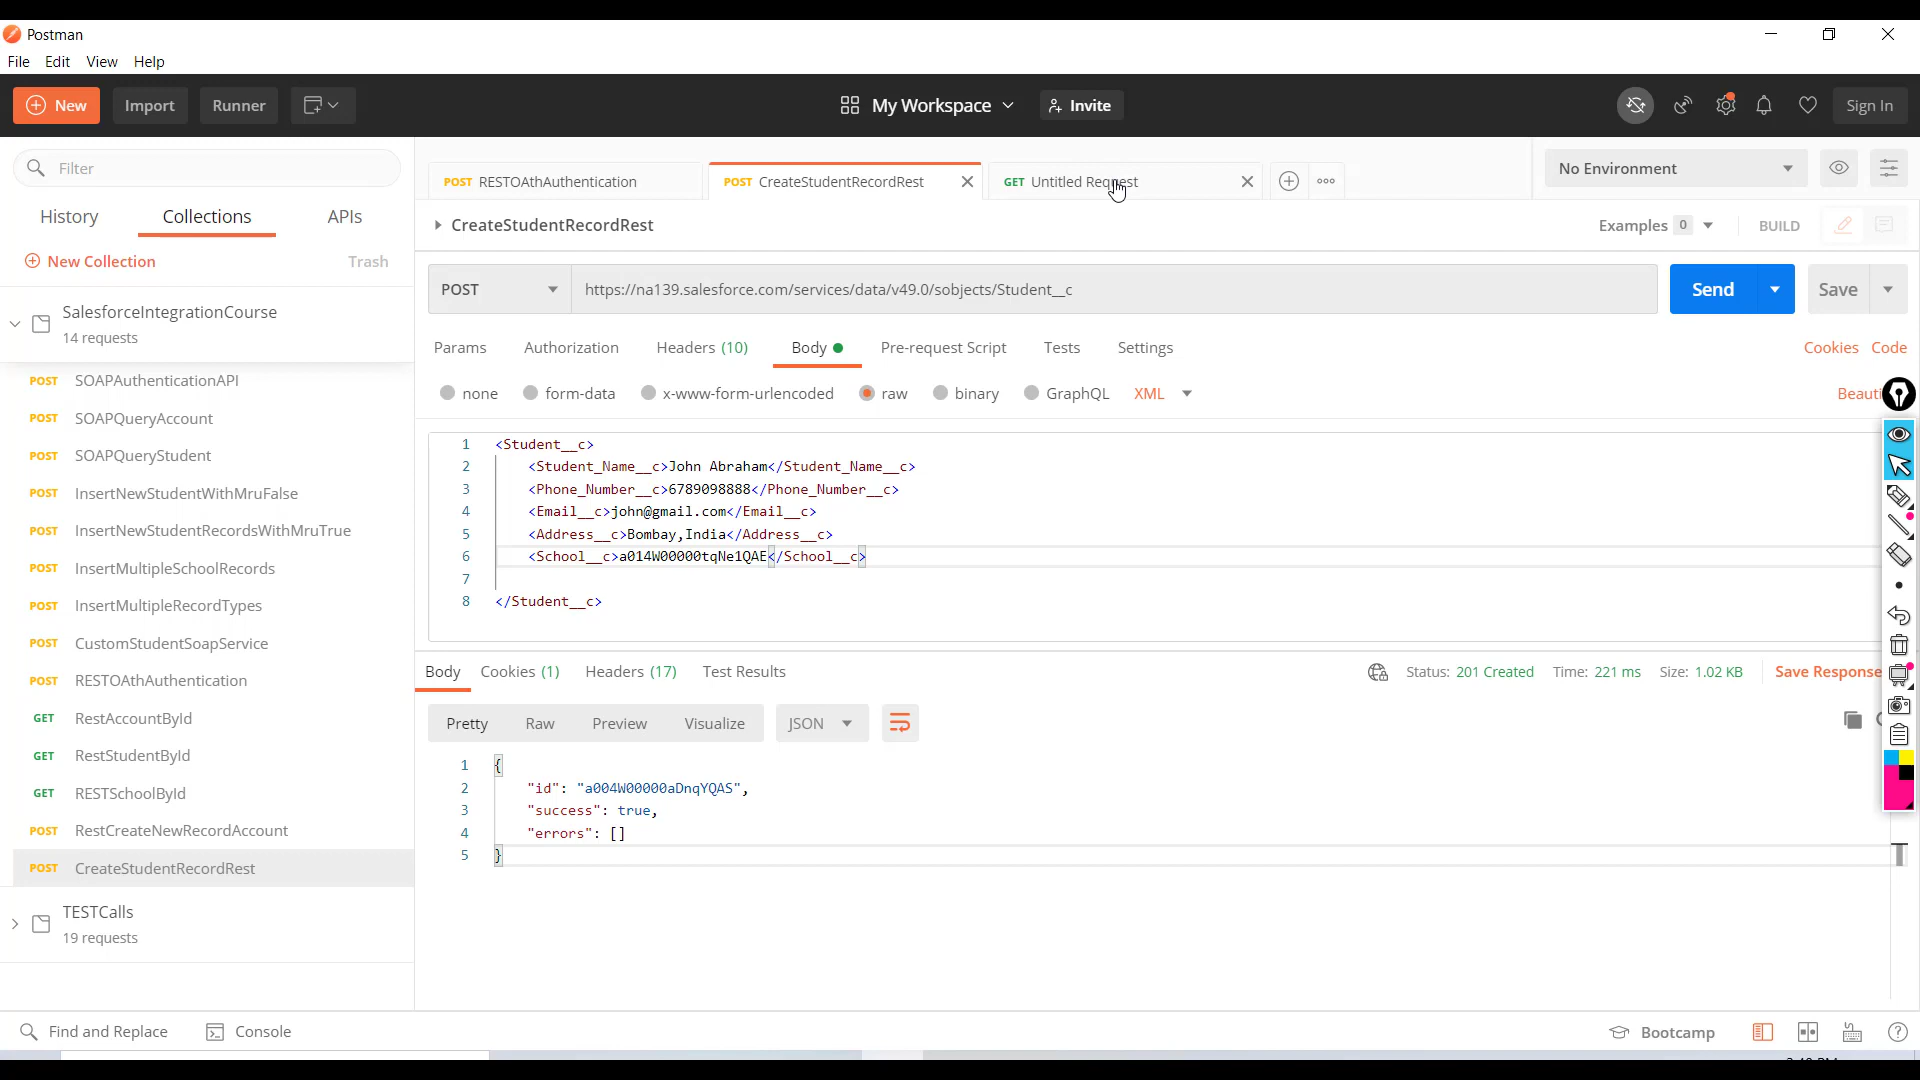 Postman
File Edit View Help
New Import Runner My Workspace Invite Sign In
Filter
History Collections APIs
New Collection Trash
SalesforceIntegrationCourse
14 requests
POST SOAPAuthenticationAPI
POST SOAPQueryAccount
POST SOAPQueryStudent
POST InsertNewStudentWithMruFalse
POST InsertNewStudentRecordsWithMruTrue
POST InsertMultipleSchoolRecords
POST InsertMultipleRecordTypes
POST CustomStudentSoapService
POST RESTOAthAuthentication
GET RestAccountById
GET RestStudentById
GET RESTSchoolById
POST RestCreateNewRecordAccount
POST CreateStudentRecordRest
TESTCalls
19 requests
POST RESTOAthAuthentication POST CreateStudentRecordRest GET Untitled Request No Environment
CreateStudentRecordRest Examples 0 BUILD
POST https://na139.salesforce.com/services/data/v49.0/sobjects/Student__c Send Save
Params Authorization Headers (10) Body Pre-request Script Tests Settings Cookies Code
none form-data x-www-form-urlencoded raw binary GraphQL XML Beauti
1 <Student__c>
2 <Student_Name__c>John Abraham</Student_Name__c>
3 <Phone_Number__c>6789098888</Phone_Number__c>
4 <Email__c>john@gmail.com</Email__c>
5 <Address__c>Bombay,India</Address__c>
6 <School__c>a014W00000tqNe1QAE</School__c>
7
8 </Student__c>
Body Cookies (1) Headers (17) Test Results Status: 201 Created Time: 221 ms Size: 1.02 KB Save Response
Pretty Raw Preview Visualize JSON
1 {
2 "id": "a004W00000aDnqYQAS",
3 "success": true,
4 "errors": []
5 }
Find and Replace Console Bootcamp